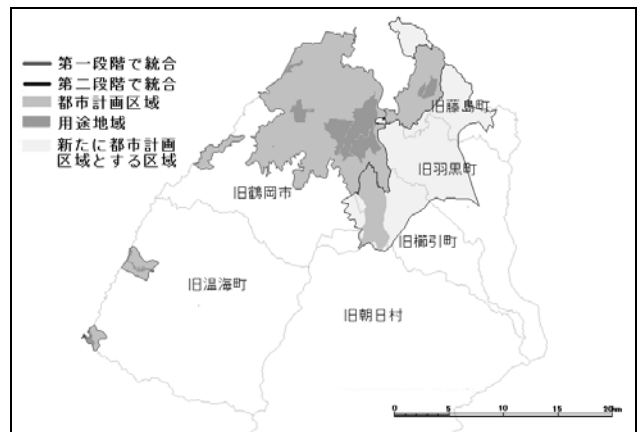 第一段階で統合
第二段階で統合
都市計画区域
用途地域
新たに都市計画
区域とする区域
旧藤島町
旧羽黒町
旧鶴岡市
旧櫛引町
旧温海町
旧朝日村
0 5 10 15 20km